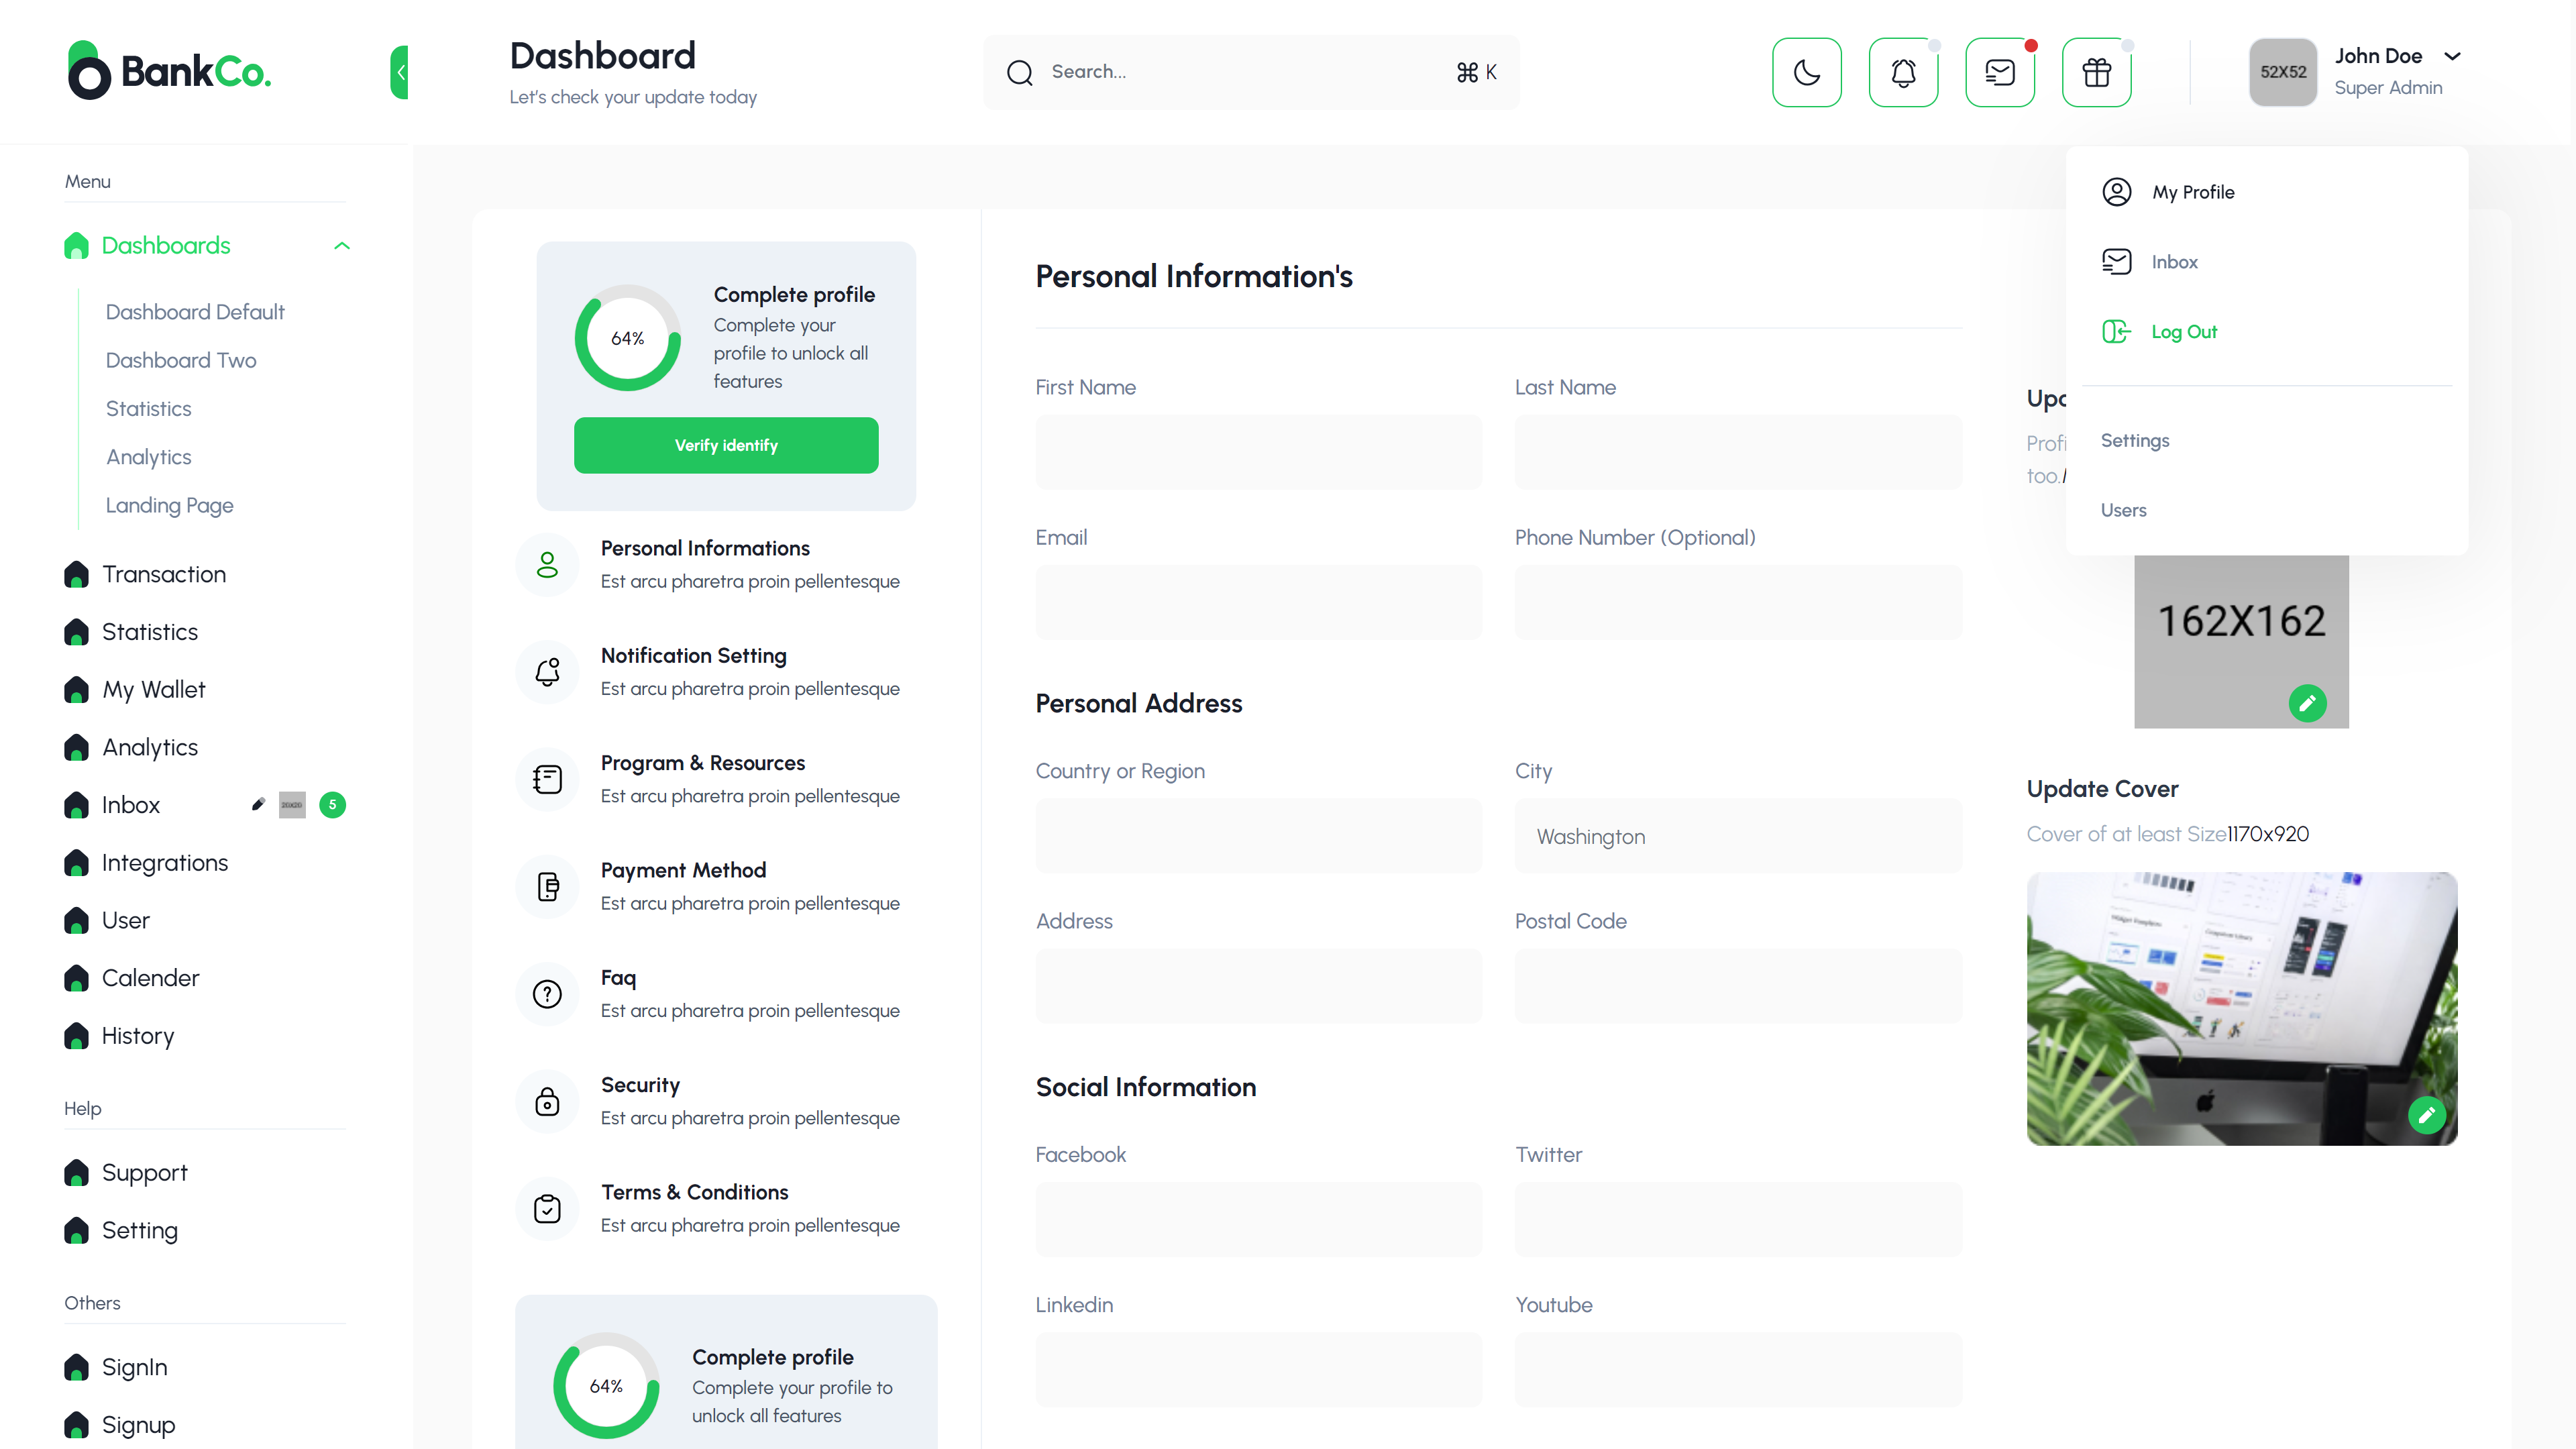 BankCo.
Dashboard
Let's check your update today
Search...
⌘ K
52X52
John Doe
Super Admin
Menu
Dashboards
Dashboard Default
Dashboard Two
Statistics
Analytics
Landing Page
Transaction
Statistics
My Wallet
Analytics
Inbox
5
Integrations
User
Calender
History
Help
Support
Setting
Others
SignIn
Signup
64%
Complete profile
Complete your
profile to unlock all
features
Verify identify
Personal Informations
Est arcu pharetra proin pellentesque
Notification Setting
Est arcu pharetra proin pellentesque
Program & Resources
Est arcu pharetra proin pellentesque
Payment Method
Est arcu pharetra proin pellentesque
Faq
Est arcu pharetra proin pellentesque
Security
Est arcu pharetra proin pellentesque
Terms & Conditions
Est arcu pharetra proin pellentesque
64%
Complete profile
Complete your profile to
unlock all features
Personal Information's
First Name
Last Name
Email
Phone Number (Optional)
Personal Address
Country or Region
City
Washington
Address
Postal Code
Social Information
Facebook
Twitter
Linkedin
Youtube
My Profile
Inbox
Log Out
Settings
Users
too.
162X162
Update Cover
Cover of at least Size1170x920